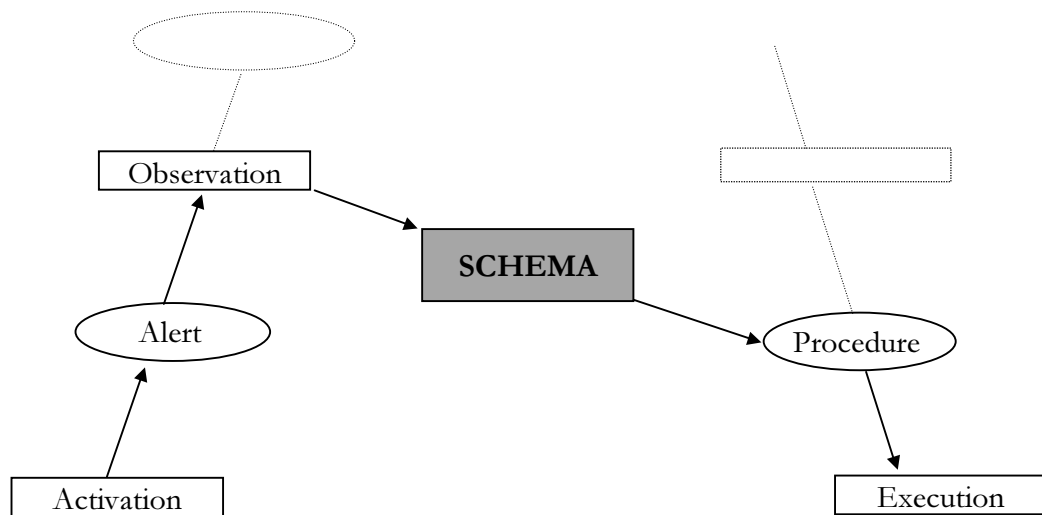 Observation
SCHEMA
Alert
Procedure
Activation
Execution